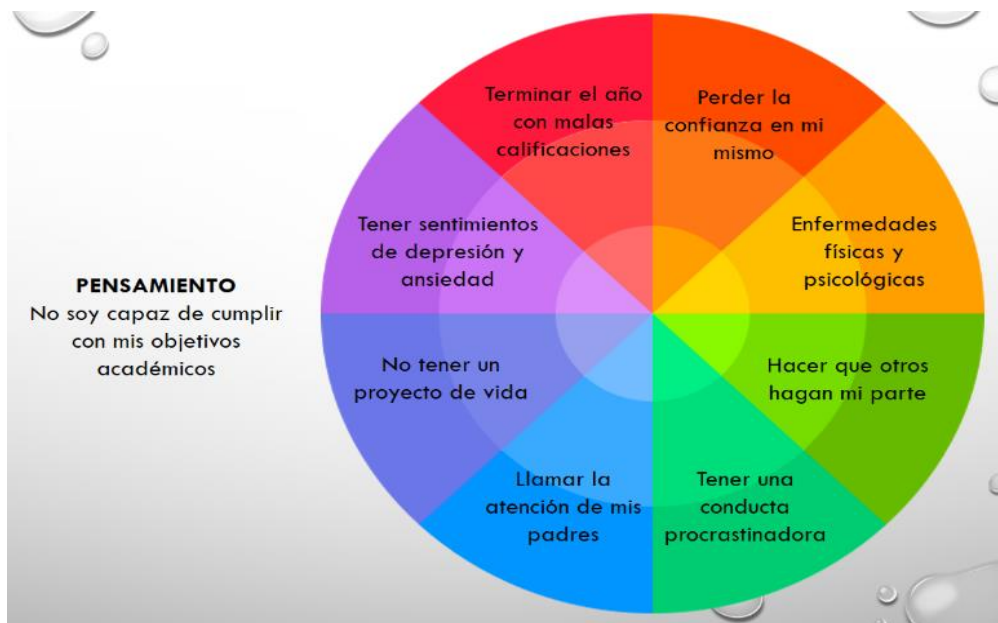 PENSAMIENTO
No soy capaz de cumplir
con mis objetivos
académicos
Terminar el año
con malas
calificaciones
Perder la
confianza en mi
mismo
Enfermedades
físicas y
psicológicas
Hacer que otros
hagan mi parte
Tener una
conducta
procrastinadora
Llamar la
atención de mis
padres
No tener un
proyecto de vida
Tener sentimientos
de depresión y
ansiedad